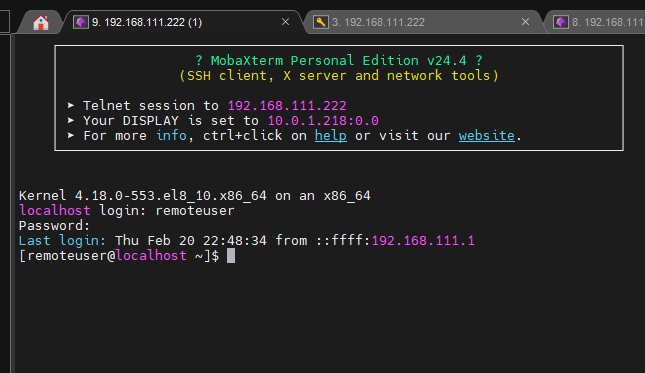 9. 192.168.111.222 (1)
3. 192.168.111.222
8. 192.168.111
? MobaXterm Personal Edition v24.4 ?
(SSH client, X server and network tools)
➤ Telnet session to 192.168.111.222
➤ Your DISPLAY is set to 10.0.1.218:0.0
➤ For more info, ctrl+click on help or visit our website.
Kernel 4.18.0-553.el8_10.x86_64 on an x86_64
localhost login: remoteuser
Password:
Last login: Thu Feb 20 22:48:34 from ::ffff:192.168.111.1
[remoteuser@localhost ~]$